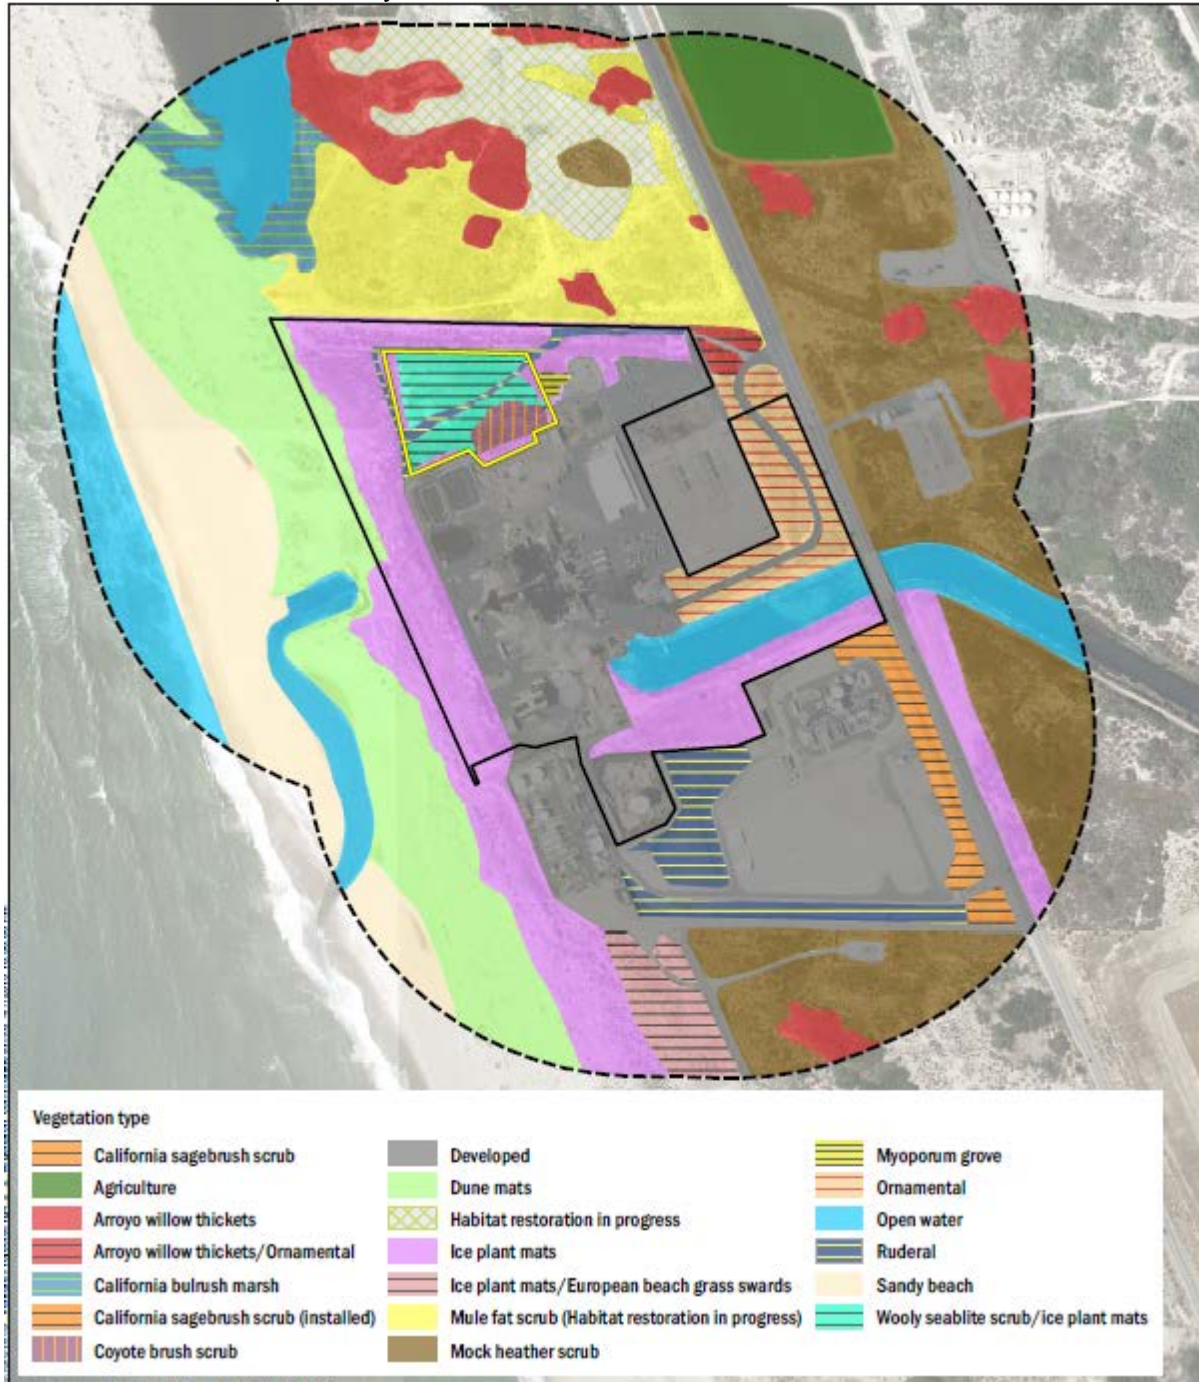 Vegetation type
California sagebrush scrub
Agriculture
Arroyo willow thickets
Arroyo willow thickets/Ornamental
California bulrush marsh
California sagebrush scrub (installed)
Coyote brush scrub
Developed
Dune mats
Habitat restoration in progress
Ice plant mats
Ice plant mats/European beach grass swards
Mule fat scrub (Habitat restoration in progress)
Mock heather scrub
Myoporum grove
Ornamental
Open water
Ruderal
Sandy beach
Wooly seablite scrub/ice plant mats